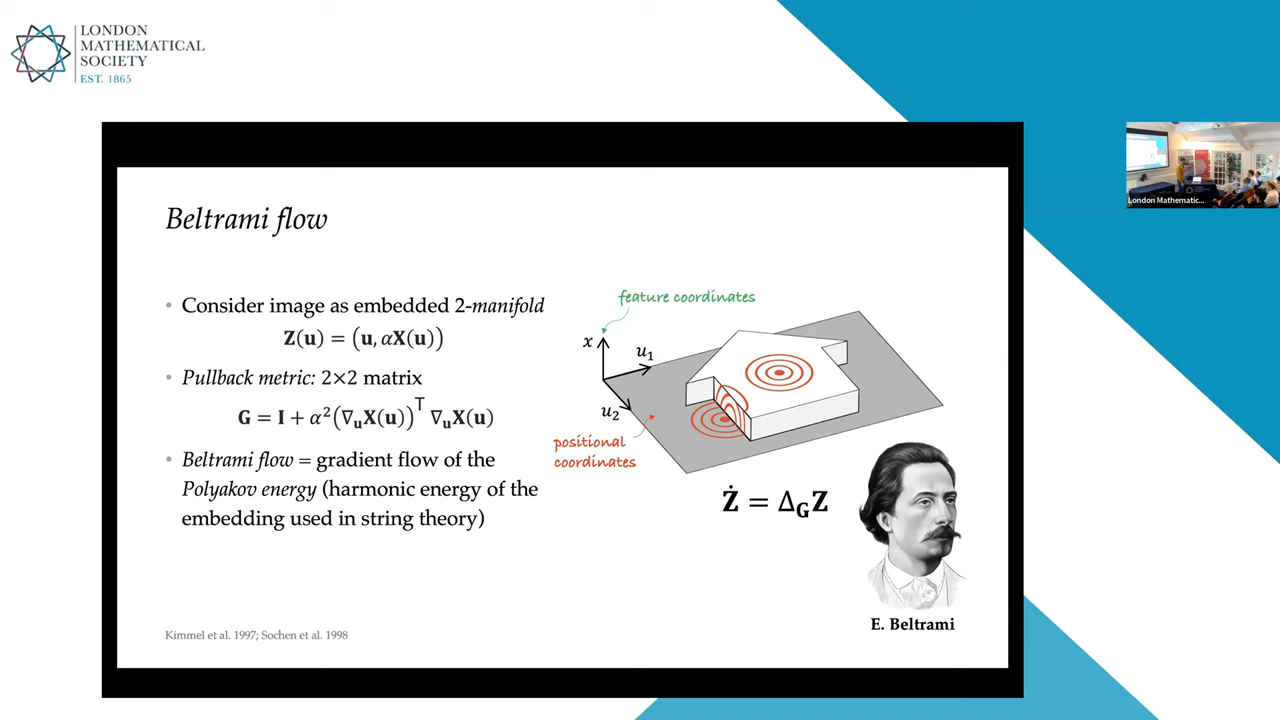 LONDON
MATHEMATICAL
SOCIETY
EST. 1865
London Mathematic...
Beltrami flow
• Consider image as embedded 2-manifold
Z(u) = (u, αX(u))
• Pullback metric: 2×2 matrix
G = I + α²(∇ᵤX(u))ᵀ ∇ᵤX(u)
• Beltrami flow = gradient flow of the
Polyakov energy (harmonic energy of the
embedding used in string theory)
feature coordinates
x
u₁
u₂
positional
coordinates
Ż = Δ_G Z
E. Beltrami
Kimmel et al. 1997; Sochen et al. 1998